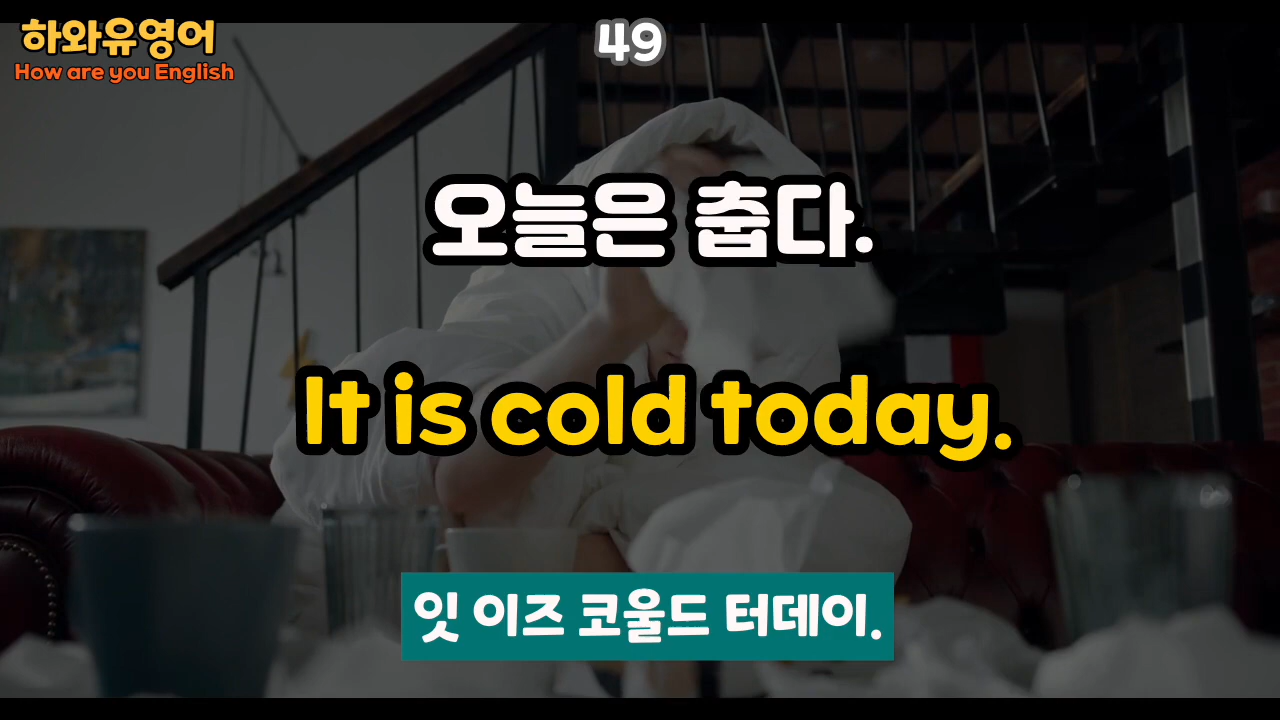 하와유영어
How are you English
49
오늘은 춥다.
It is cold today.
잇 이즈 코울드 터데이.